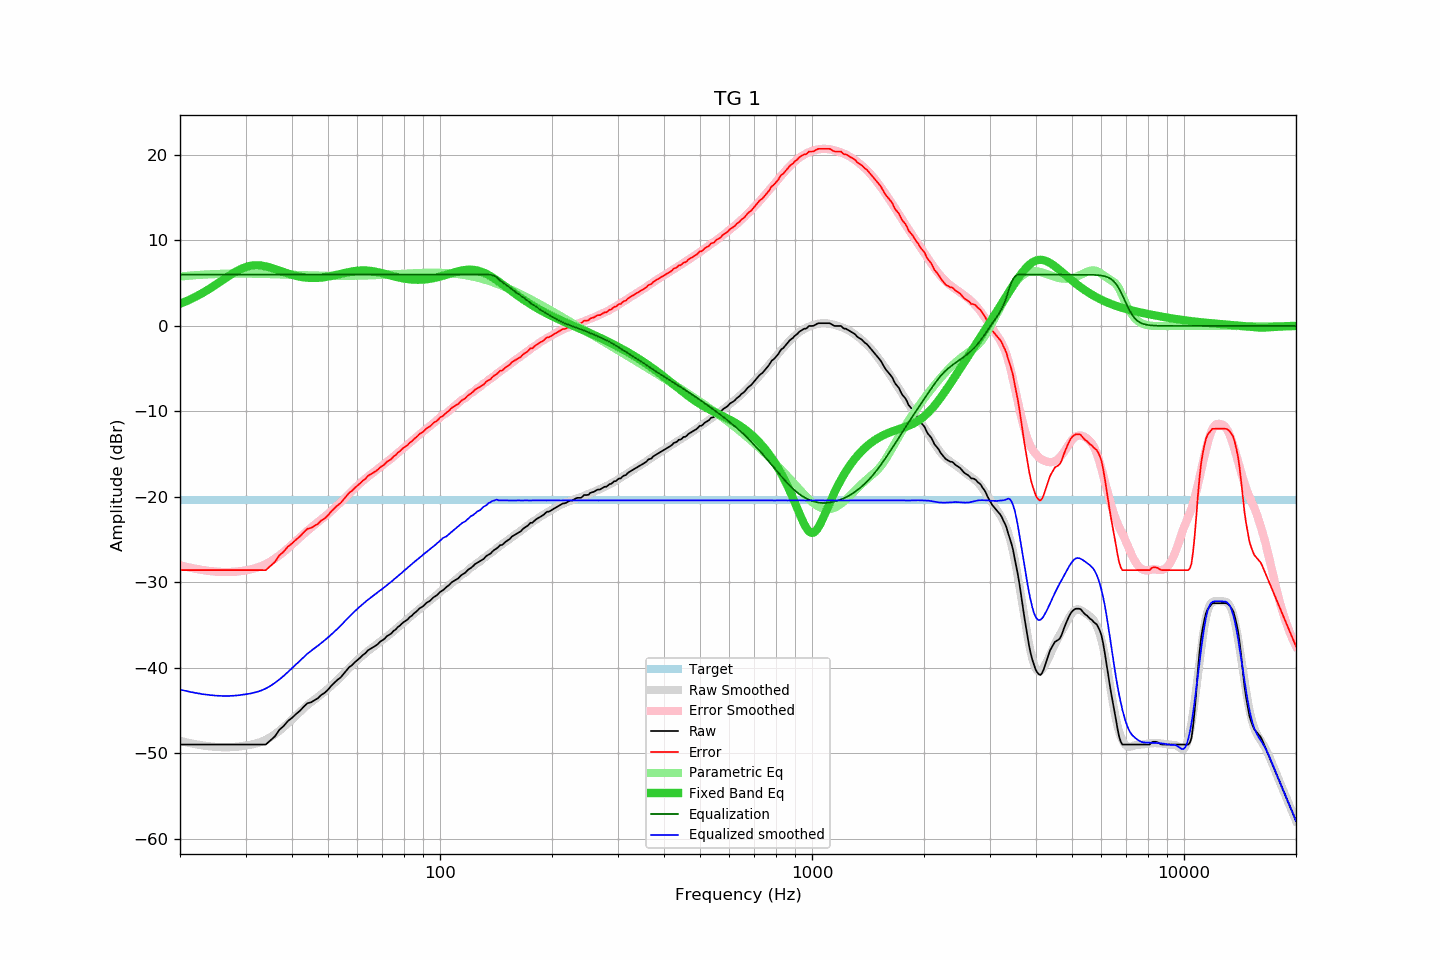 TG 1
20
10
0
−10
−20
−30
−40
−50
−60
Amplitude (dBr)
100
1000
10000
Frequency (Hz)
Target
Raw Smoothed
Error Smoothed
Raw
Error
Parametric Eq
Fixed Band Eq
Equalization
Equalized smoothed